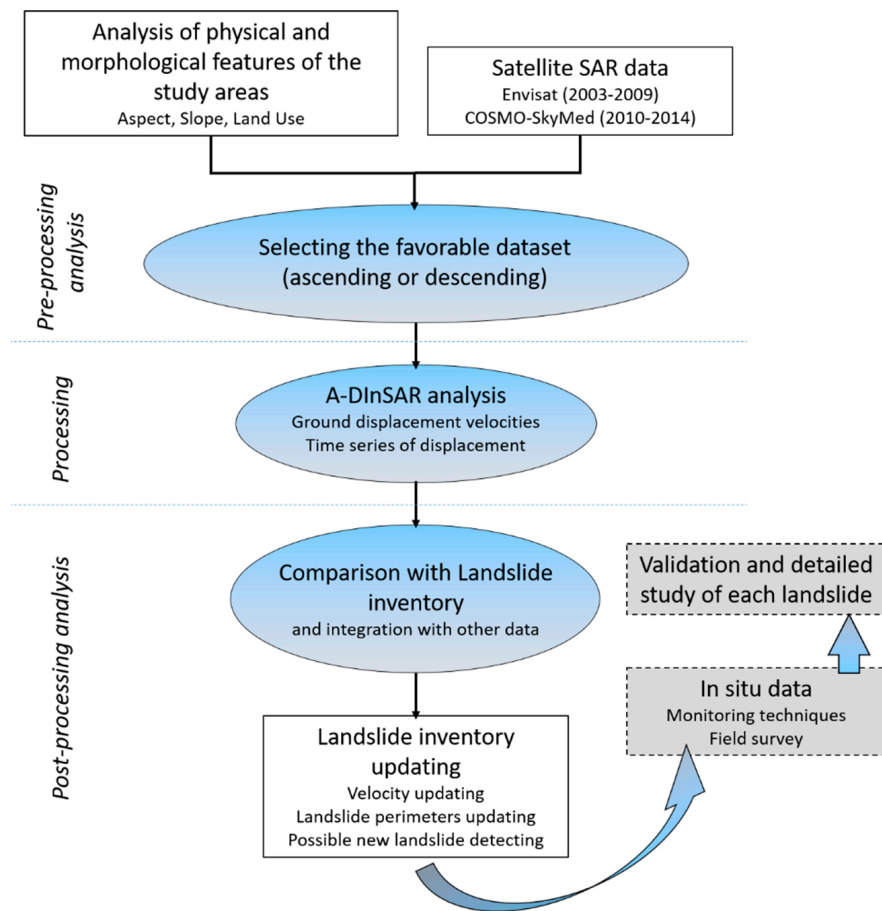 Analysis of physical and
morphological features of the
study areas
Aspect, Slope, Land Use
Satellite SAR data
Envisat (2003-2009)
COSMO-SkyMed (2010-2014)
Pre-processing
analysis
Selecting the favorable dataset
(ascending or descending)
Processing
A-DInSAR analysis
Ground displacement velocities
Time series of displacement
Post-processing analysis
Comparison with Landslide
inventory
and integration with other data
Validation and detailed
study of each landslide
In situ data
Monitoring techniques
Field survey
Landslide inventory
updating
Velocity updating
Landslide perimeters updating
Possible new landslide detecting